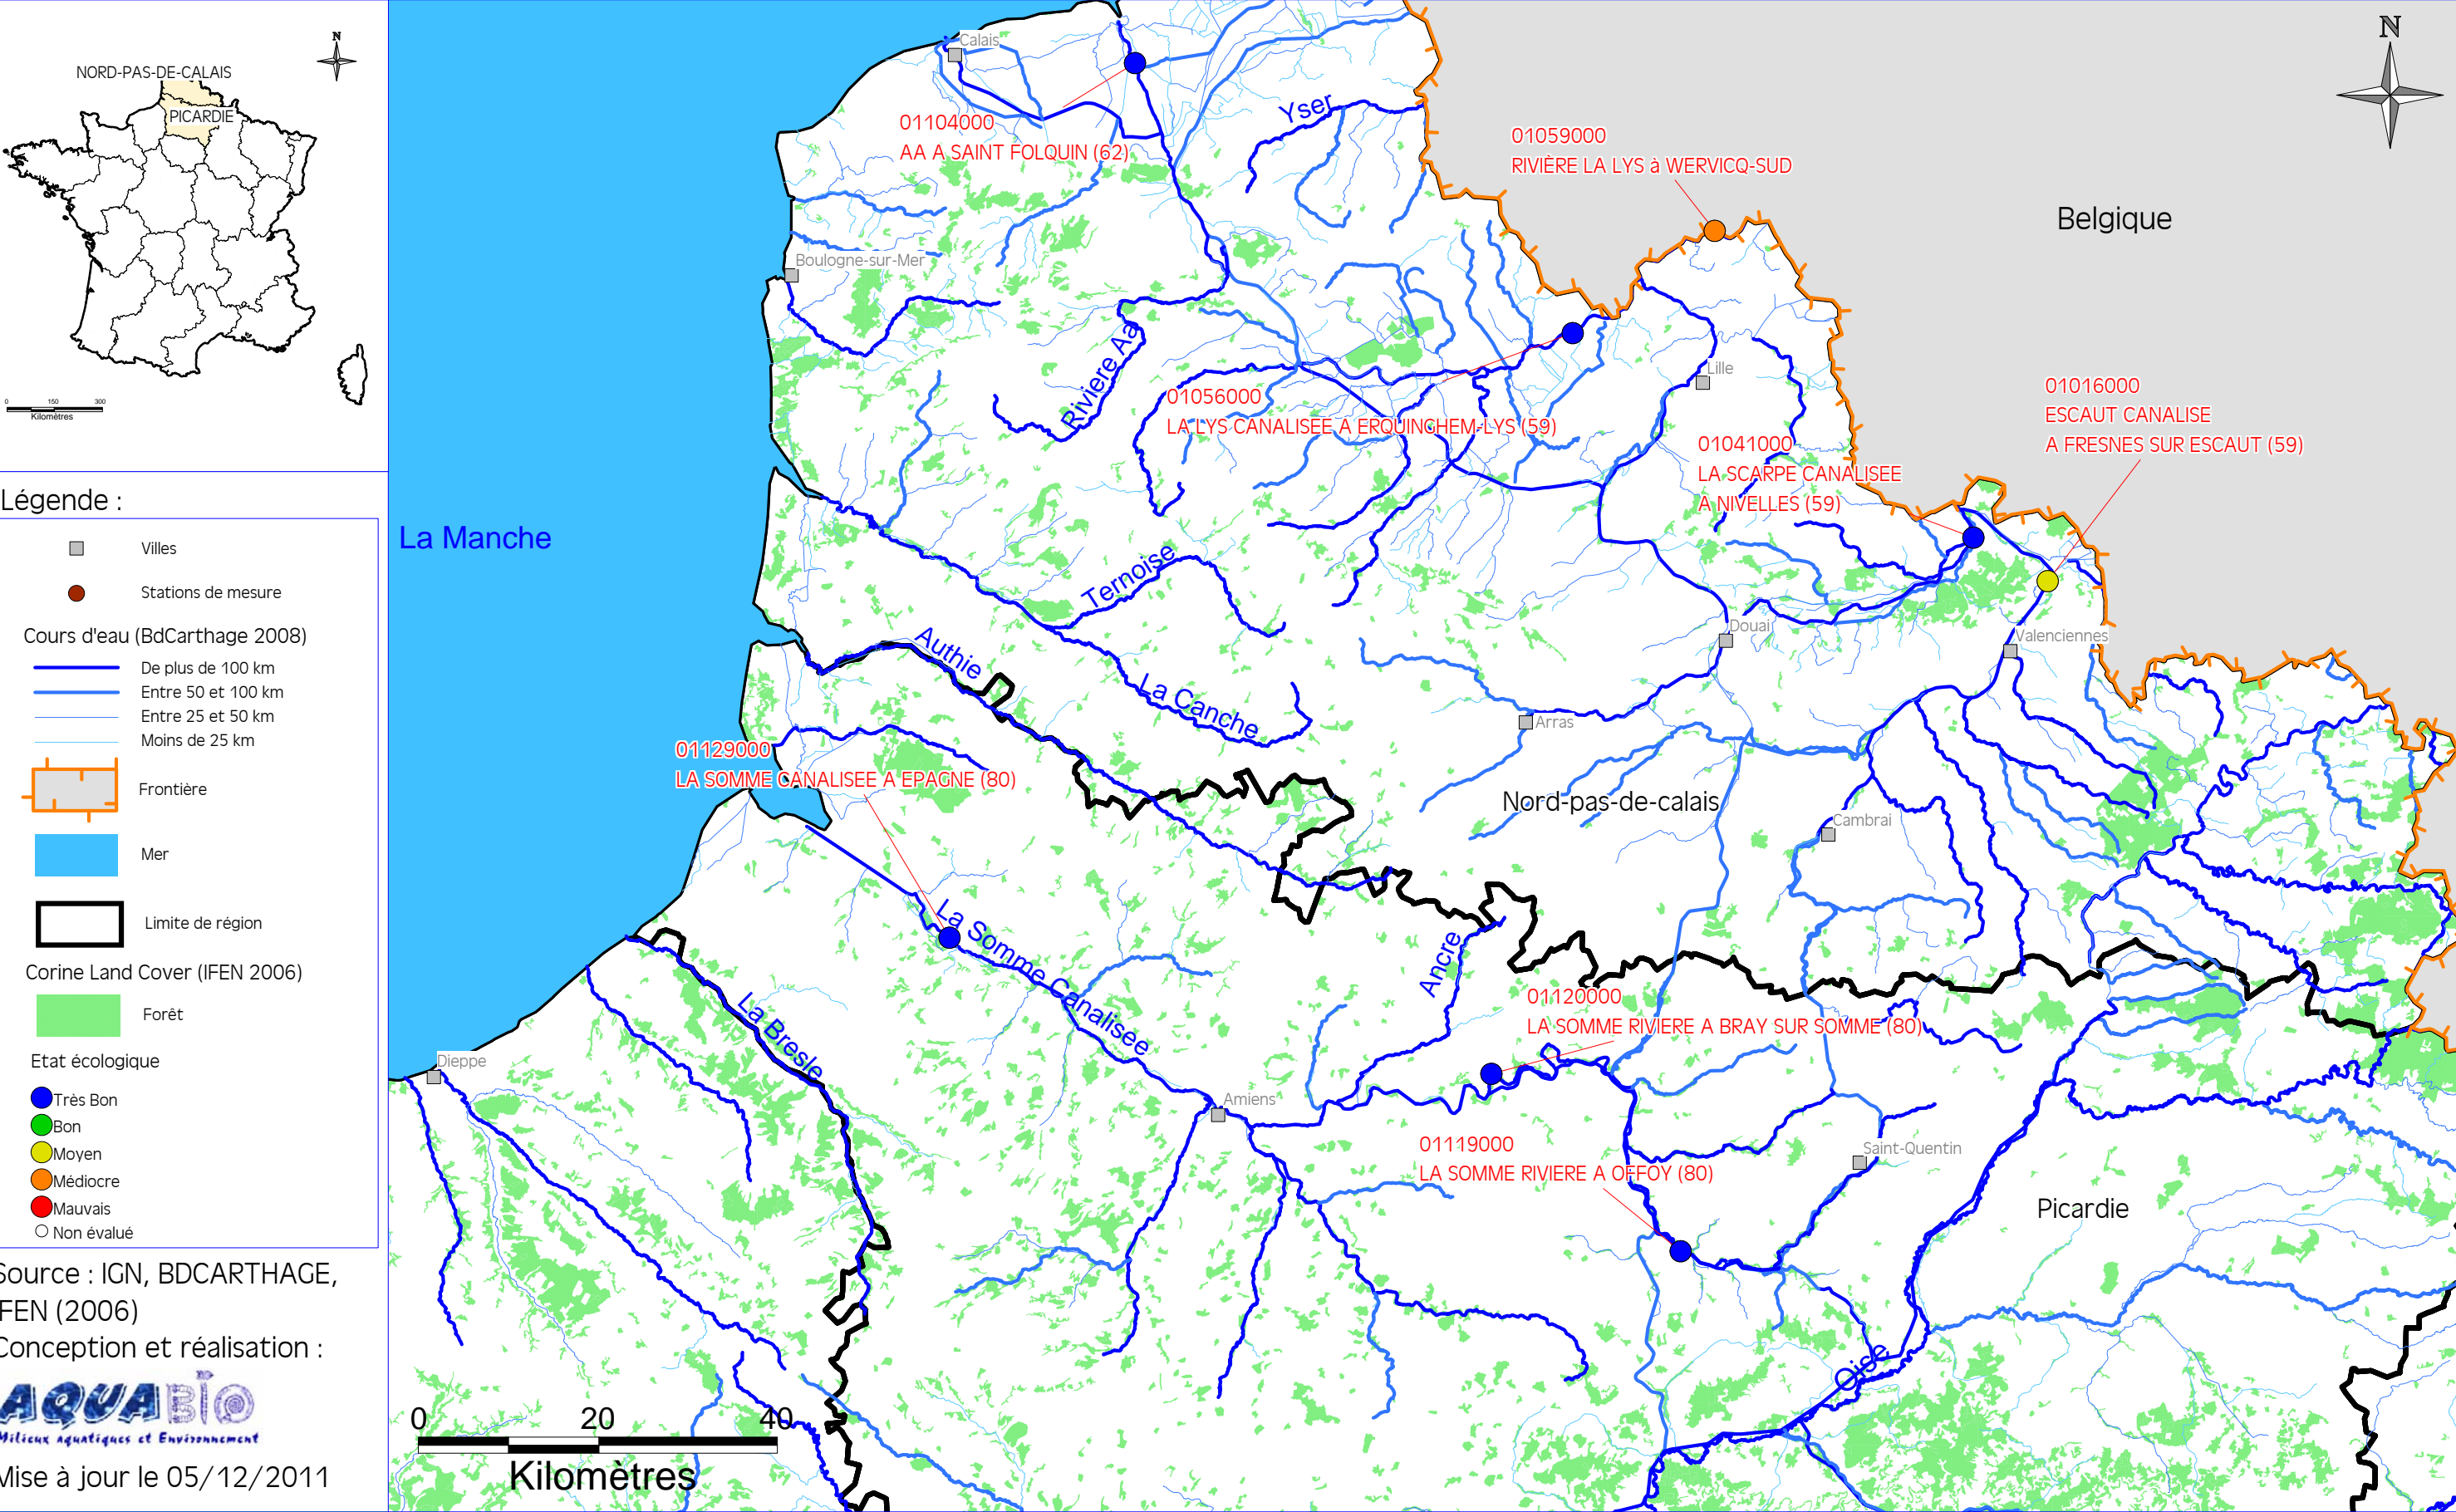 NORD-PAS-DE-CALAIS
PICARDIE
N
0 150 300
Kilomètres
Légende :
Villes
Stations de mesure
Cours d'eau (BdCarthage 2008)
De plus de 100 km
Entre 50 et 100 km
Entre 25 et 50 km
Moins de 25 km
Frontière
Mer
Limite de région
Corine Land Cover (IFEN 2006)
Forêt
Etat écologique
Très Bon
Bon
Moyen
Médiocre
Mauvais
Non évalué
Source : IGN, BDCARTHAGE,
IFEN (2006)
Conception et réalisation :
AQUABIO
Milieux aquatiques et Environnement
Mise à jour le 05/12/2011
N
Calais
01104000
AA A SAINT FOLQUIN (62)
Yser
01059000
RIVIÈRE LA LYS à WERVICQ-SUD
Belgique
Boulogne-sur-Mer
Riviere Aa
Lille
01056000
LA LYS CANALISEE A ERQUINGHEM-LYS (59)
01016000
ESCAUT CANALISE
A FRESNES SUR ESCAUT (59)
01041000
LA SCARPE CANALISEE
A NIVELLES (59)
La Manche
Ternoise
Authie
Douai
Valenciennes
La Canche
Arras
01129000
LA SOMME CANALISEE A EPAGNE (80)
Nord-pas-de-calais
Cambrai
La Somme Canalisée
Ancre
01120000
LA SOMME RIVIERE A BRAY SUR SOMME (80)
La Bresle
Dieppe
Amiens
01119000
LA SOMME RIVIERE A OFFOY (80)
Saint-Quentin
Picardie
Oise
0 20 40
Kilomètres